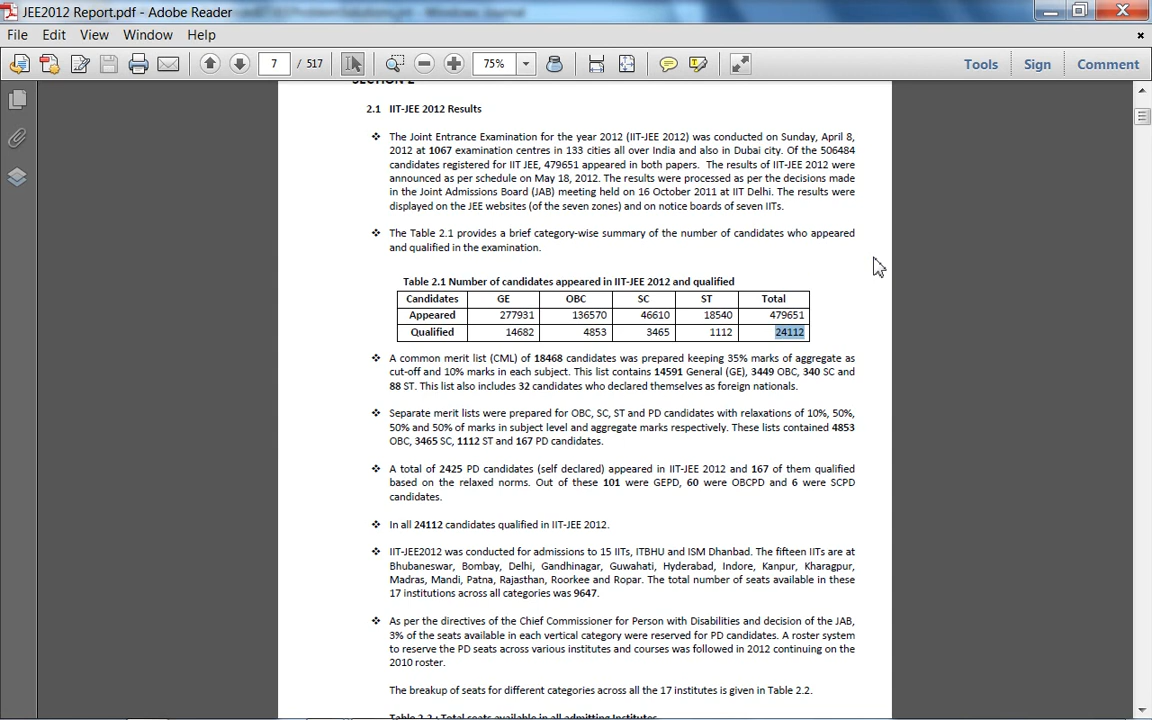 JEE2012 Report.pdf - Adobe Reader
File Edit View Window Help
7 / 517 75% Tools Sign Comment
SECTION 2
2.1 IIT-JEE 2012 Results
❖ The Joint Entrance Examination for the year 2012 (IIT-JEE 2012) was conducted on Sunday, April 8,
2012 at 1067 examination centres in 133 cities all over India and also in Dubai city. Of the 506484
candidates registered for IIT JEE, 479651 appeared in both papers. The results of IIT-JEE 2012 were
announced as per schedule on May 18, 2012. The results were processed as per the decisions made
in the Joint Admissions Board (JAB) meeting held on 16 October 2011 at IIT Delhi. The results were
displayed on the JEE websites (of the seven zones) and on notice boards of seven IITs.
❖ The Table 2.1 provides a brief category-wise summary of the number of candidates who appeared
and qualified in the examination.
Table 2.1 Number of candidates appeared in IIT-JEE 2012 and qualified
Candidates GE OBC SC ST Total
Appeared 277931 136570 46610 18540 479651
Qualified 14682 4853 3465 1112 24112
❖ A common merit list (CML) of 18468 candidates was prepared keeping 35% marks of aggregate as
cut-off and 10% marks in each subject. This list contains 14591 General (GE), 3449 OBC, 340 SC and
88 ST. This list also includes 32 candidates who declared themselves as foreign nationals.
❖ Separate merit lists were prepared for OBC, SC, ST and PD candidates with relaxations of 10%, 50%,
50% and 50% of marks in subject level and aggregate marks respectively. These lists contained 4853
OBC, 3465 SC, 1112 ST and 167 PD candidates.
❖ A total of 2425 PD candidates (self declared) appeared in IIT-JEE 2012 and 167 of them qualified
based on the relaxed norms. Out of these 101 were GEPD, 60 were OBCPD and 6 were SCPD
candidates.
❖ In all 24112 candidates qualified in IIT-JEE 2012.
❖ IIT-JEE2012 was conducted for admissions to 15 IITs, ITBHU and ISM Dhanbad. The fifteen IITs are at
Bhubaneswar, Bombay, Delhi, Gandhinagar, Guwahati, Hyderabad, Indore, Kanpur, Kharagpur,
Madras, Mandi, Patna, Rajasthan, Roorkee and Ropar. The total number of seats available in these
17 institutions across all categories was 9647.
❖ As per the directives of the Chief Commissioner for Person with Disabilities and decision of the JAB,
3% of the seats available in each vertical category were reserved for PD candidates. A roster system
to reserve the PD seats across various institutes and courses was followed in 2012 continuing on the
2010 roster.
The breakup of seats for different categories across all the 17 institutes is given in Table 2.2.
Table 2.2 : Total seats available in all admitting Institutes